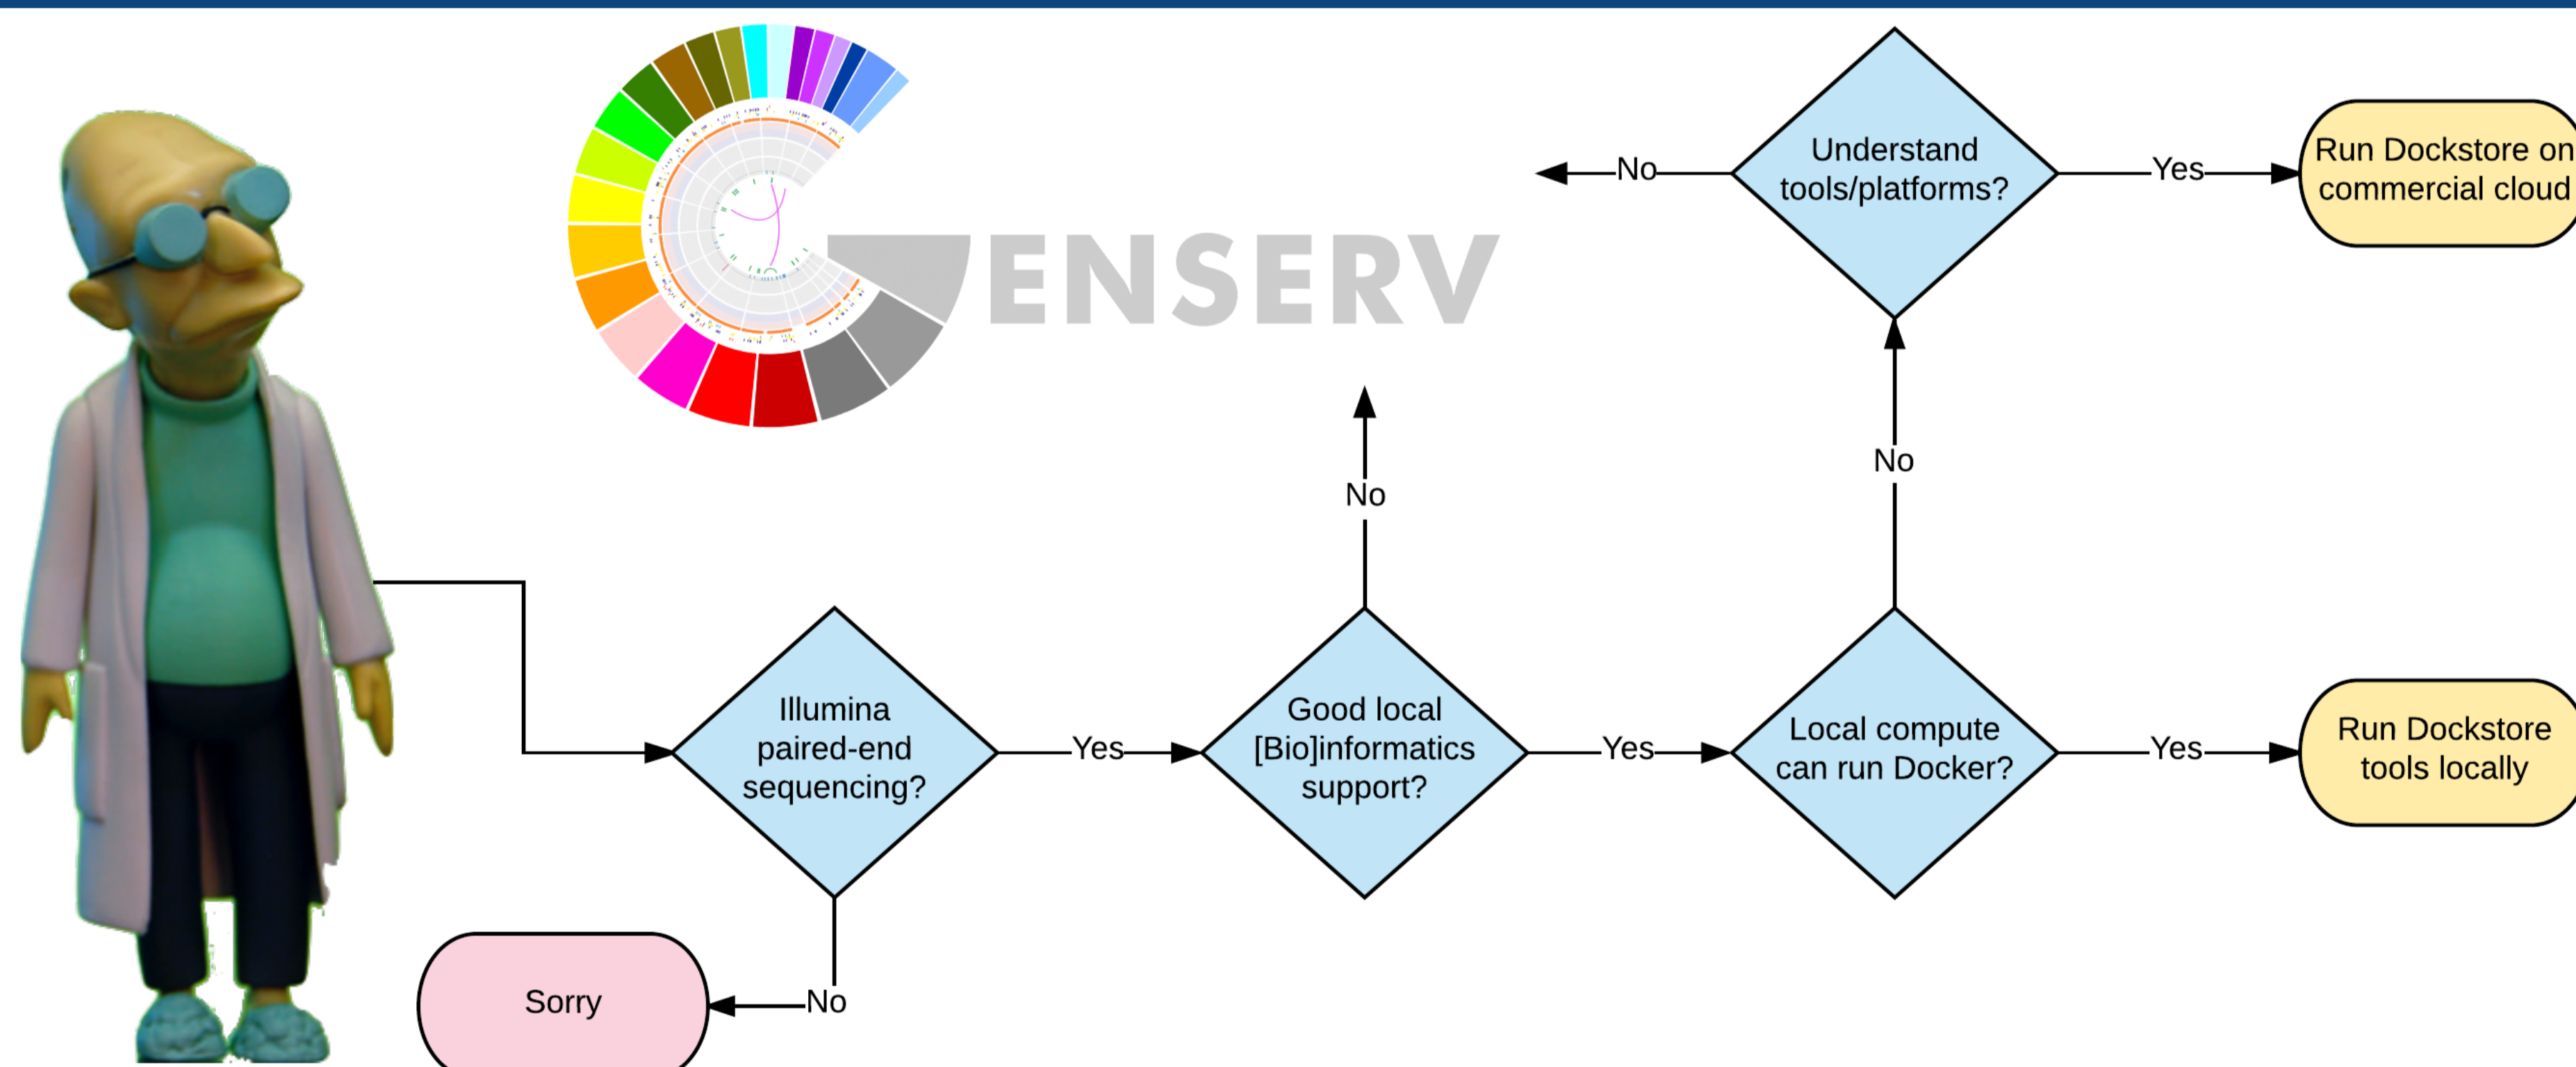 ENSERV
Understand
tools/platforms?
No
Yes
Run Dockstore on
commercial cloud
No
No
Illumina
paired-end
sequencing?
Yes
Good local
[Bio]informatics
support?
Yes
Local compute
can run Docker?
Yes
Run Dockstore
tools locally
No
Sorry